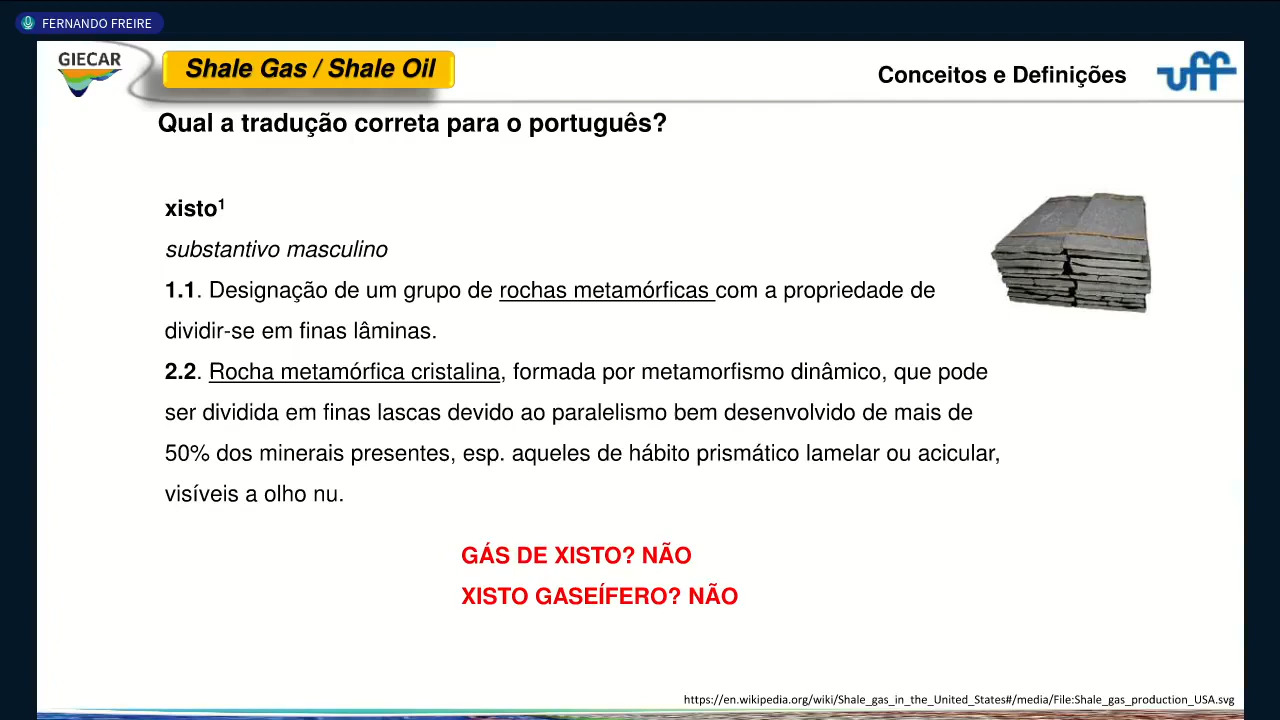 FERNANDO FREIRE
GIECAR
Shale Gas / Shale Oil
Conceitos e Definições
uff
Qual a tradução correta para o português?
xisto¹
substantivo masculino
1.1. Designação de um grupo de rochas metamórficas com a propriedade de
dividir-se em finas lâminas.
2.2. Rocha metamórfica cristalina, formada por metamorfismo dinâmico, que pode
ser dividida em finas lascas devido ao paralelismo bem desenvolvido de mais de
50% dos minerais presentes, esp. aqueles de hábito prismático lamelar ou acicular,
visíveis a olho nu.
GÁS DE XISTO? NÃO
XISTO GASEÍFERO? NÃO
https://en.wikipedia.org/wiki/Shale_gas_in_the_United_States#/media/File:Shale_gas_production_USA.svg